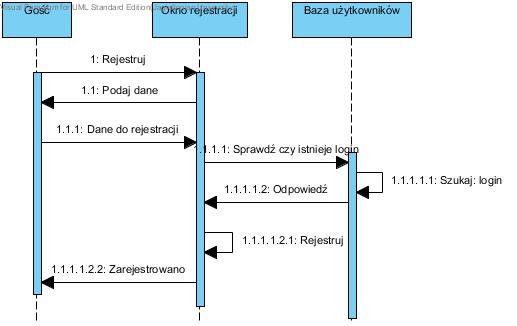 Visual Paradigm for UML Standard Edition
Gość
Okno rejestracji
Baza użytkowników
1: Rejestruj
1.1: Podaj dane
1.1.1: Dane do rejestracji
1.1.1.1: Sprawdź czy istnieje login
1.1.1.1.1: Szukaj: login
1.1.1.1.2: Odpowiedź
1.1.1.1.2.1: Rejestruj
1.1.1.1.2.2: Zarejestrowano